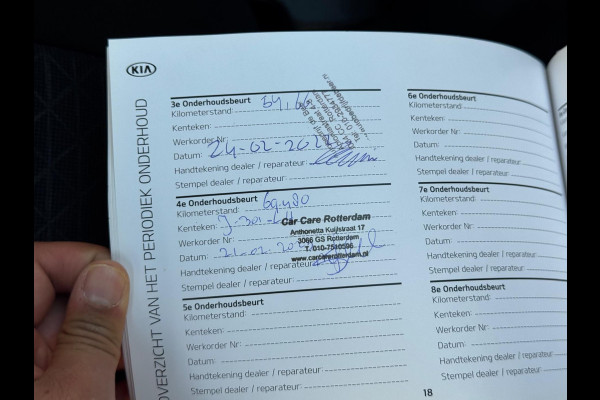 KIA
OVERZICHT VAN HET PERIODIEK ONDERHOUD
3e Onderhoudsbeurt
Kilometerstand:
Kenteken:
Werkorder Nr:
Datum: 24-02-202
Handtekening dealer / reparateur:
Stempel dealer / reparateur:
4e Onderhoudsbeurt
Kilometerstand:
Kenteken:
Werkorder Nr:
Datum:
Handtekening dealer / reparateur:
Stempel dealer / reparateur:
Car Care Rotterdam
Anthonetta Kuijlstraat 17
3066 GS Rotterdam
www.carcarerotterdam.nl
5e Onderhoudsbeurt
Kilometerstand:
Kenteken:
Werkorder Nr:
Datum:
Handtekening dealer / reparateur:
Stempel dealer / reparateur:
6e Onderhoudsbeurt
Kilometerstand:
Kenteken:
Werkorder Nr:
Datum:
Handtekening dealer / reparateur:
Stempel dealer / reparateur:
7e Onderhoudsbeurt
Kilometerstand:
Kenteken:
Werkorder Nr:
Datum:
Handtekening dealer / reparateur:
Stempel dealer / reparateur:
8e Onderhoudsbeurt
Kilometerstand:
Kenteken:
Werkorder Nr:
Datum:
Handtekening dealer / reparateur:
Stempel dealer / reparateur:
18